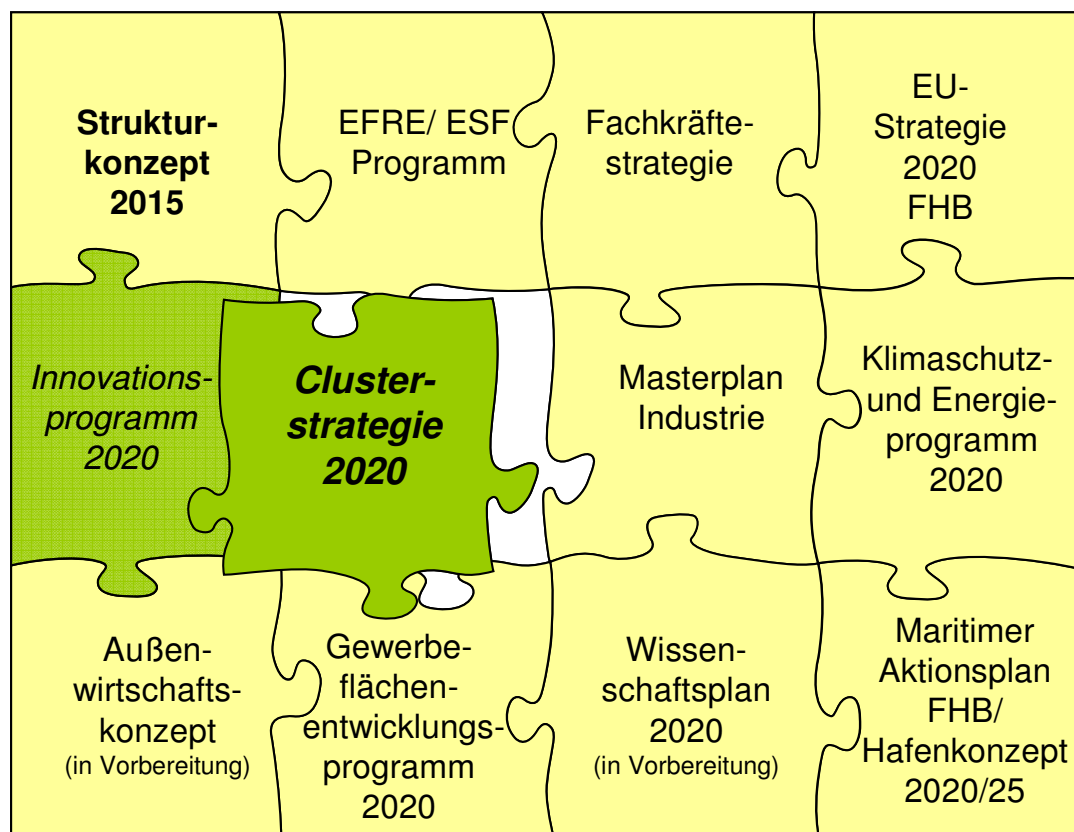 Struktur-
konzept
2015
EFRE/ ESF
Programm
Fachkräfte-
strategie
EU-
Strategie
2020
FHB
Innovations-
programm
2020
Cluster-
strategie
2020
Masterplan
Industrie
Klimaschutz-
und Energie-
programm
2020
Außen-
wirtschafts-
konzept
(in Vorbereitung)
Gewerbe-
flächen-
entwicklungs-
programm
2020
Wissen-
schaftsplan
2020
(in Vorbereitung)
Maritimer
Aktionsplan
FHB/
Hafenkonzept
2020/25